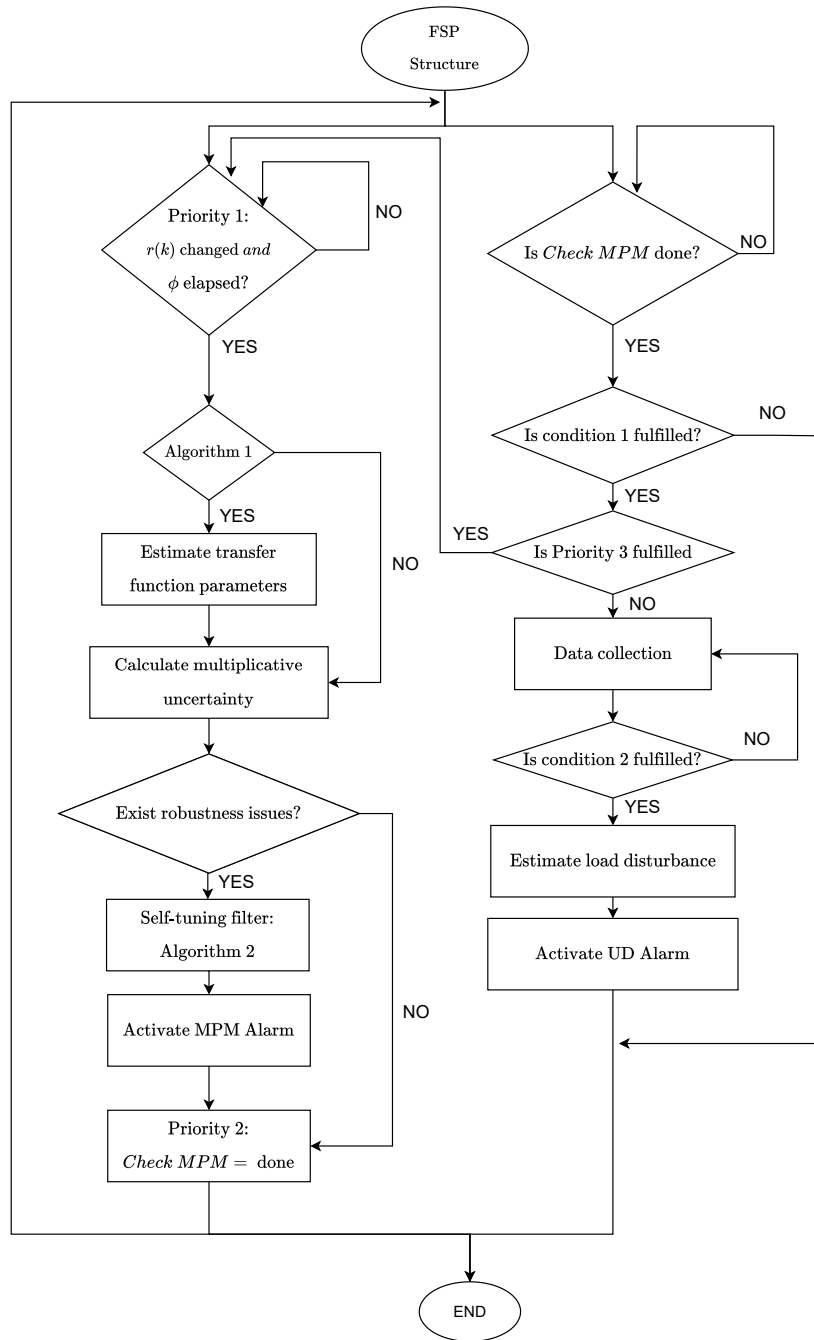 FSP
Structure
Priority 1:
r(k) changed and
ϕ elapsed?
NO
YES
Algorithm 1
YES
NO
Estimate transfer
function parameters
Calculate multiplicative
uncertainty
Exist robustness issues?
YES
NO
Self-tuning filter:
Algorithm 2
Activate MPM Alarm
Priority 2:
Check MPM = done
Is Check MPM done?
NO
YES
Is condition 1 fulfilled?
NO
YES
Is Priority 3 fulfilled
YES
NO
Data collection
Is condition 2 fulfilled?
NO
YES
Estimate load disturbance
Activate UD Alarm
END